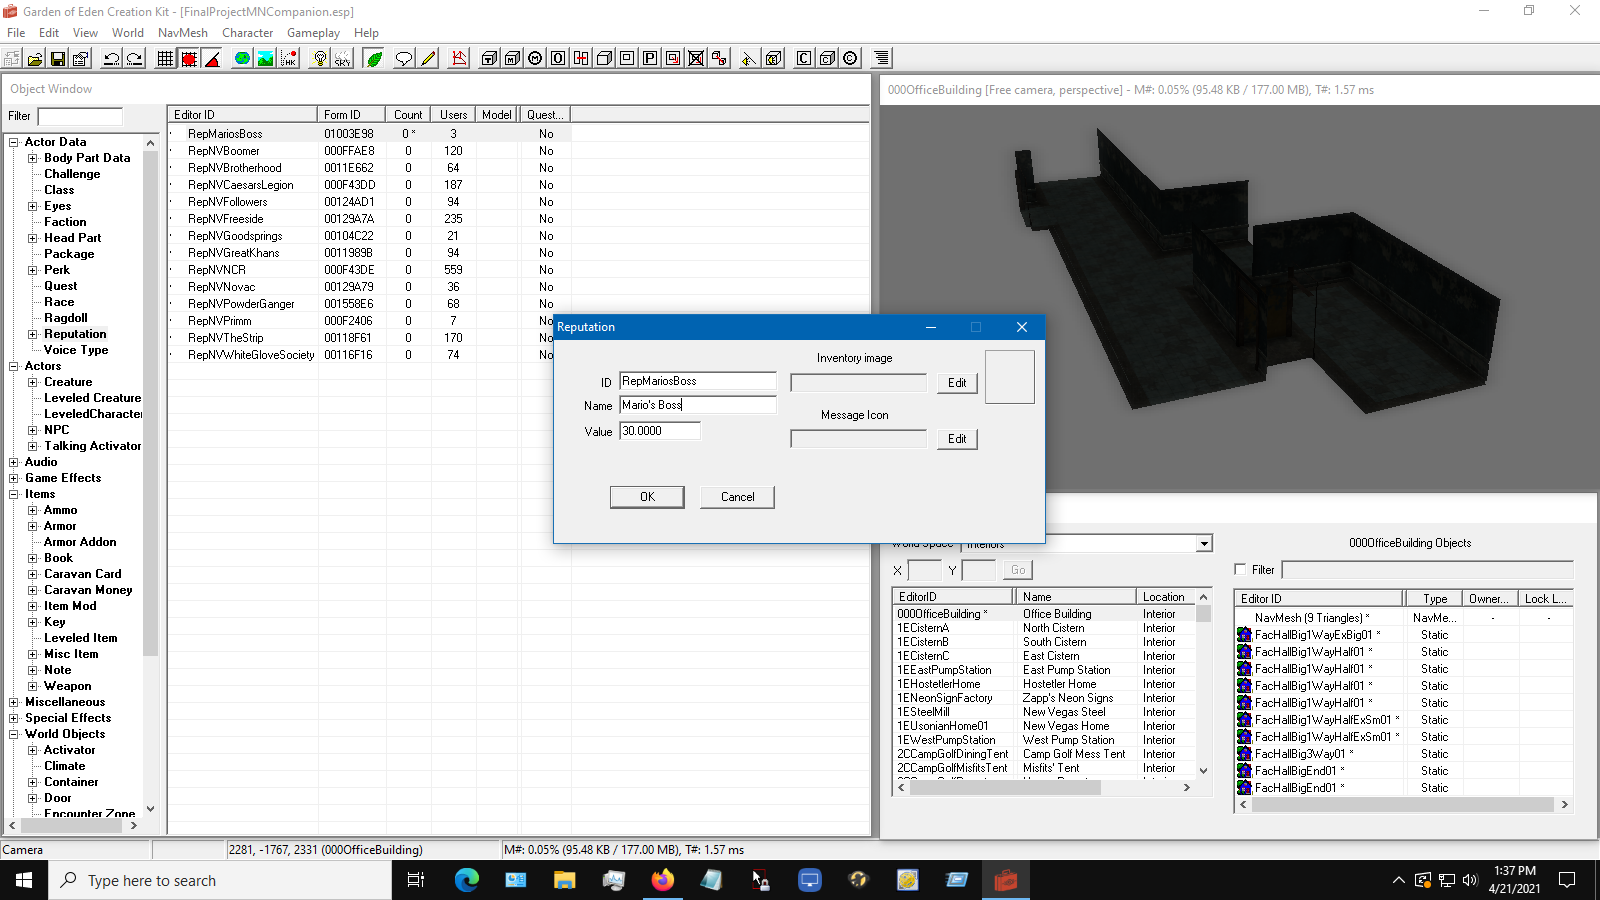 Garden of Eden Creation Kit - [FinalProjectMNCompanion.esp]
File Edit View World NavMesh Character Gameplay Help
Object Window
Filter
Actor Data
Body Part Data
Challenge
Class
Eyes
Faction
Head Part
Package
Perk
Quest
Race
Ragdoll
Reputation
Voice Type
Actors
Creature
Leveled Creature
LeveledCharacter
NPC
Talking Activator
Audio
Game Effects
Items
Ammo
Armor
Armor Addon
Book
Caravan Card
Caravan Money
Item Mod
Key
Leveled Item
Misc Item
Note
Weapon
Miscellaneous
Special Effects
World Objects
Activator
Climate
Container
Door
Encounter Zone
Editor ID Form ID Count Users Model Quest...
RepMariosBoss 01003E98 0 * 3 No
RepNVBoomer 000FFAE8 0 120 No
RepNVBrotherhood 0011E662 0 64 No
RepNVCaesarsLegion 000F43DD 0 187 No
RepNVFollowers 00124AD1 0 94 No
RepNVFreeside 00129A7A 0 235 No
RepNVGoodsprings 00104C22 0 21 No
RepNVGreatKhans 0011989B 0 94 No
RepNVNCR 000F43DE 0 559 No
RepNVNovac 00129A79 0 36 No
RepNVPowderGanger 001558E6 0 68 No
RepNVPrimm 000F2406 0 7 No
RepNVTheStrip 00118F61 0 170 No
RepNVWhiteGloveSociety 00116F16 0 74 No
000OfficeBuilding [Free camera, perspective] - M#: 0.05% (95.48 KB / 177.00 MB), T#: 1.57 ms
Reputation
ID RepMariosBoss
Name Mario's Boss
Value 30.0000
Inventory image
Edit
Message Icon
Edit
OK Cancel
World Space Interiors
X Y Go
EditorID Name Location
000OfficeBuilding * Office Building Interior
1ECisternA North Cistern Interior
1ECisternB South Cistern Interior
1ECisternC East Cistern Interior
1EEastPumpStation East Pump Station Interior
1EHostetlerHome Hostetler Home Interior
1ENeonSignFactory Zapp's Neon Signs Interior
1ESteelMill New Vegas Steel Interior
1EUsonianHome01 New Vegas Home Interior
1EWestPumpStation West Pump Station Interior
2CCampGolfDiningTent Camp Golf Mess Tent Interior
2CCampGolfMisfitsTent Misfits' Tent Interior
000OfficeBuilding Objects
Filter
Editor ID Type Owner... Lock L...
NavMesh (9 Triangles) * NavMe... - -
FacHallBig1WayExBig01 * Static
FacHallBig1WayHalf01 * Static
FacHallBig1WayHalf01 * Static
FacHallBig1WayHalf01 * Static
FacHallBig1WayHalf01 * Static
FacHallBig1WayHalfExSm01 * Static
FacHallBig1WayHalfExSm01 * Static
FacHallBig3Way01 * Static
FacHallBigEnd01 * Static
FacHallBigEnd01 * Static
Camera 2281, -1767, 2331 (000OfficeBuilding) M#: 0.05% (95.48 KB / 177.00 MB), T#: 1.57 ms
Type here to search
1:37 PM
4/21/2021